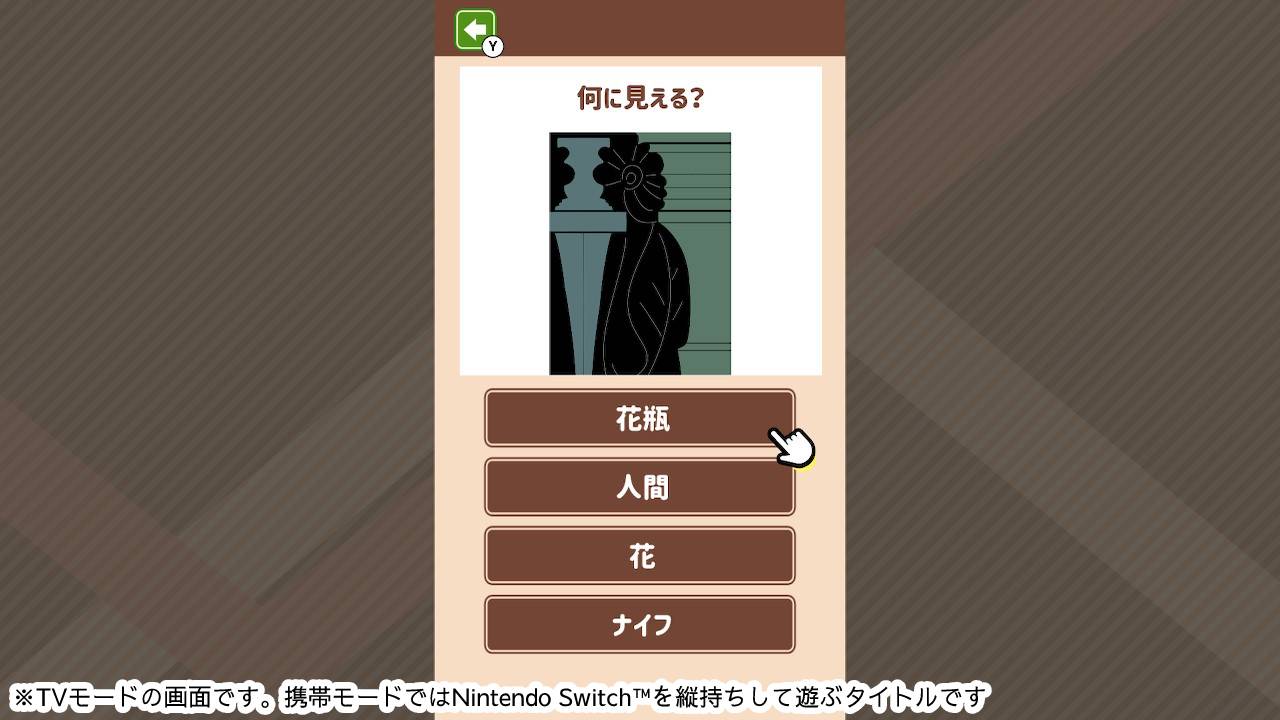 Y
何に見える?
花瓶
人間
花
ナイフ
※TVモードの画面です。携帯モードではNintendo Switch™を縦持ちして遊ぶタイトルです